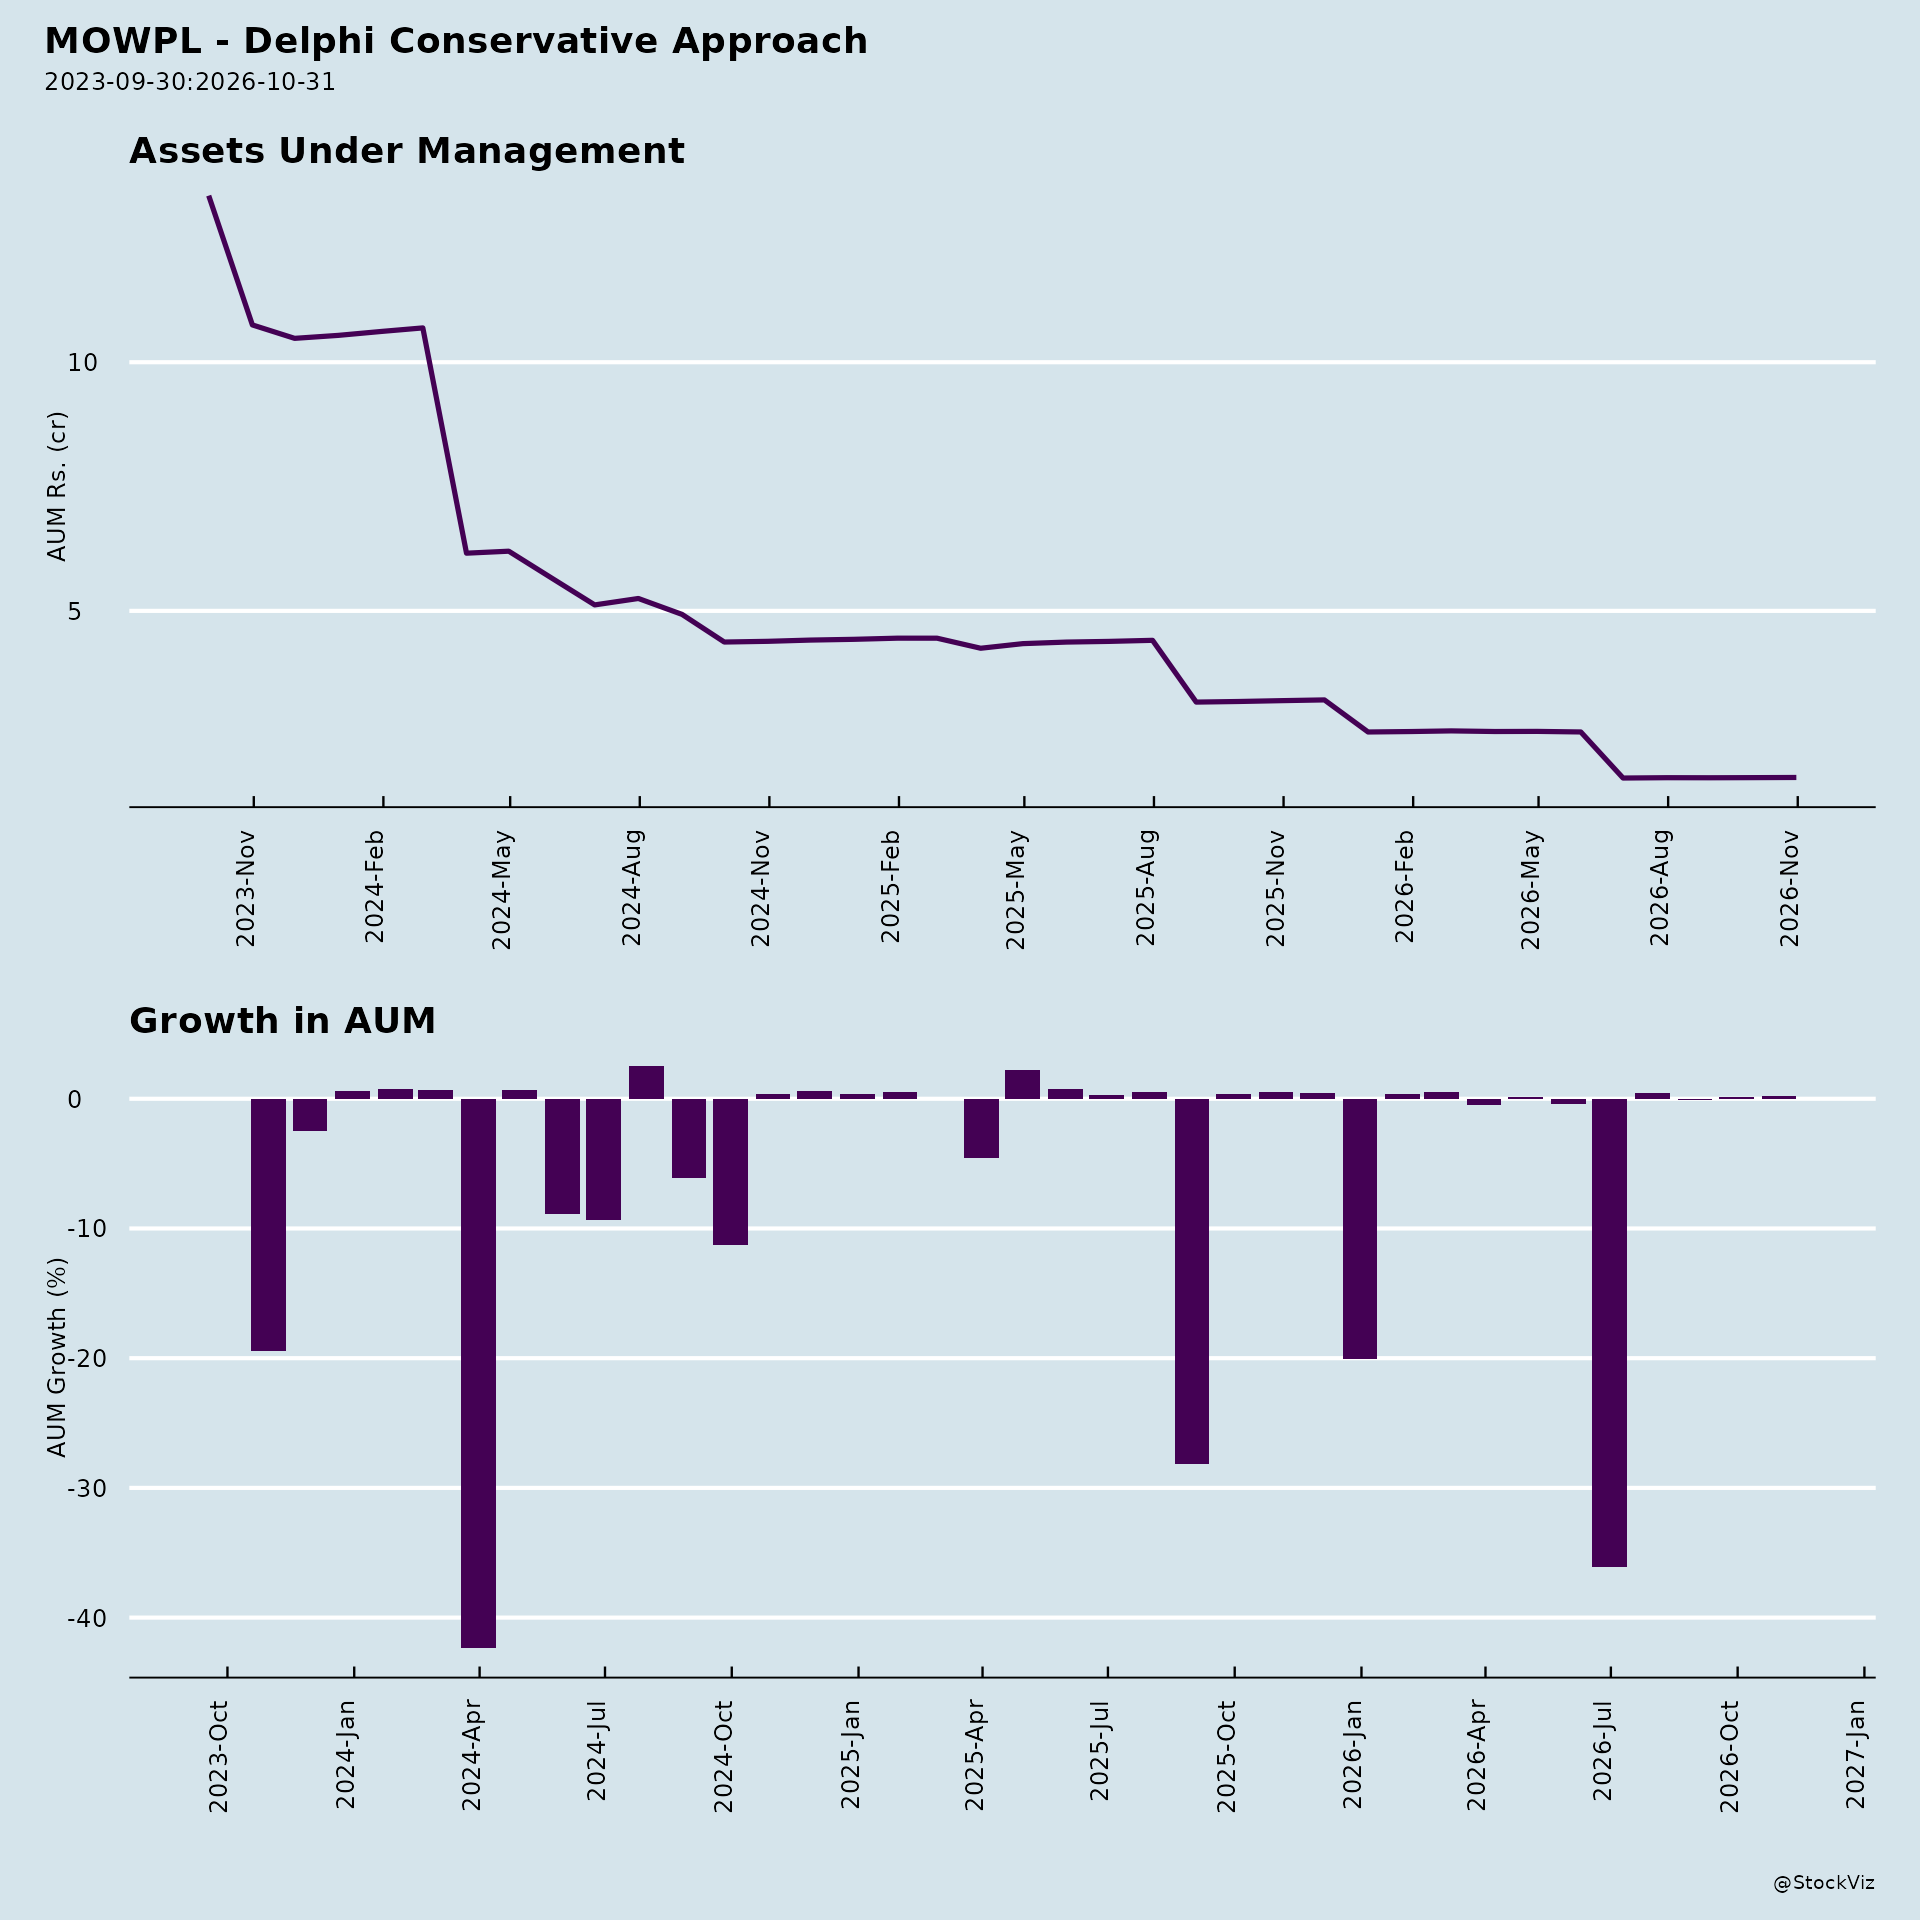 MOWPL - Delphi Conservative Approach
2023-09-30:2026-10-31
Assets Under Management
AUM Rs. (cr)
10
5
2023-Nov
2024-Feb
2024-May
2024-Aug
2024-Nov
2025-Feb
2025-May
2025-Aug
2025-Nov
2026-Feb
2026-May
2026-Aug
2026-Nov
Growth in AUM
AUM Growth (%)
0
-10
-20
-30
-40
2023-Oct
2024-Jan
2024-Apr
2024-Jul
2024-Oct
2025-Jan
2025-Apr
2025-Jul
2025-Oct
2026-Jan
2026-Apr
2026-Jul
2026-Oct
2027-Jan
@StockViz